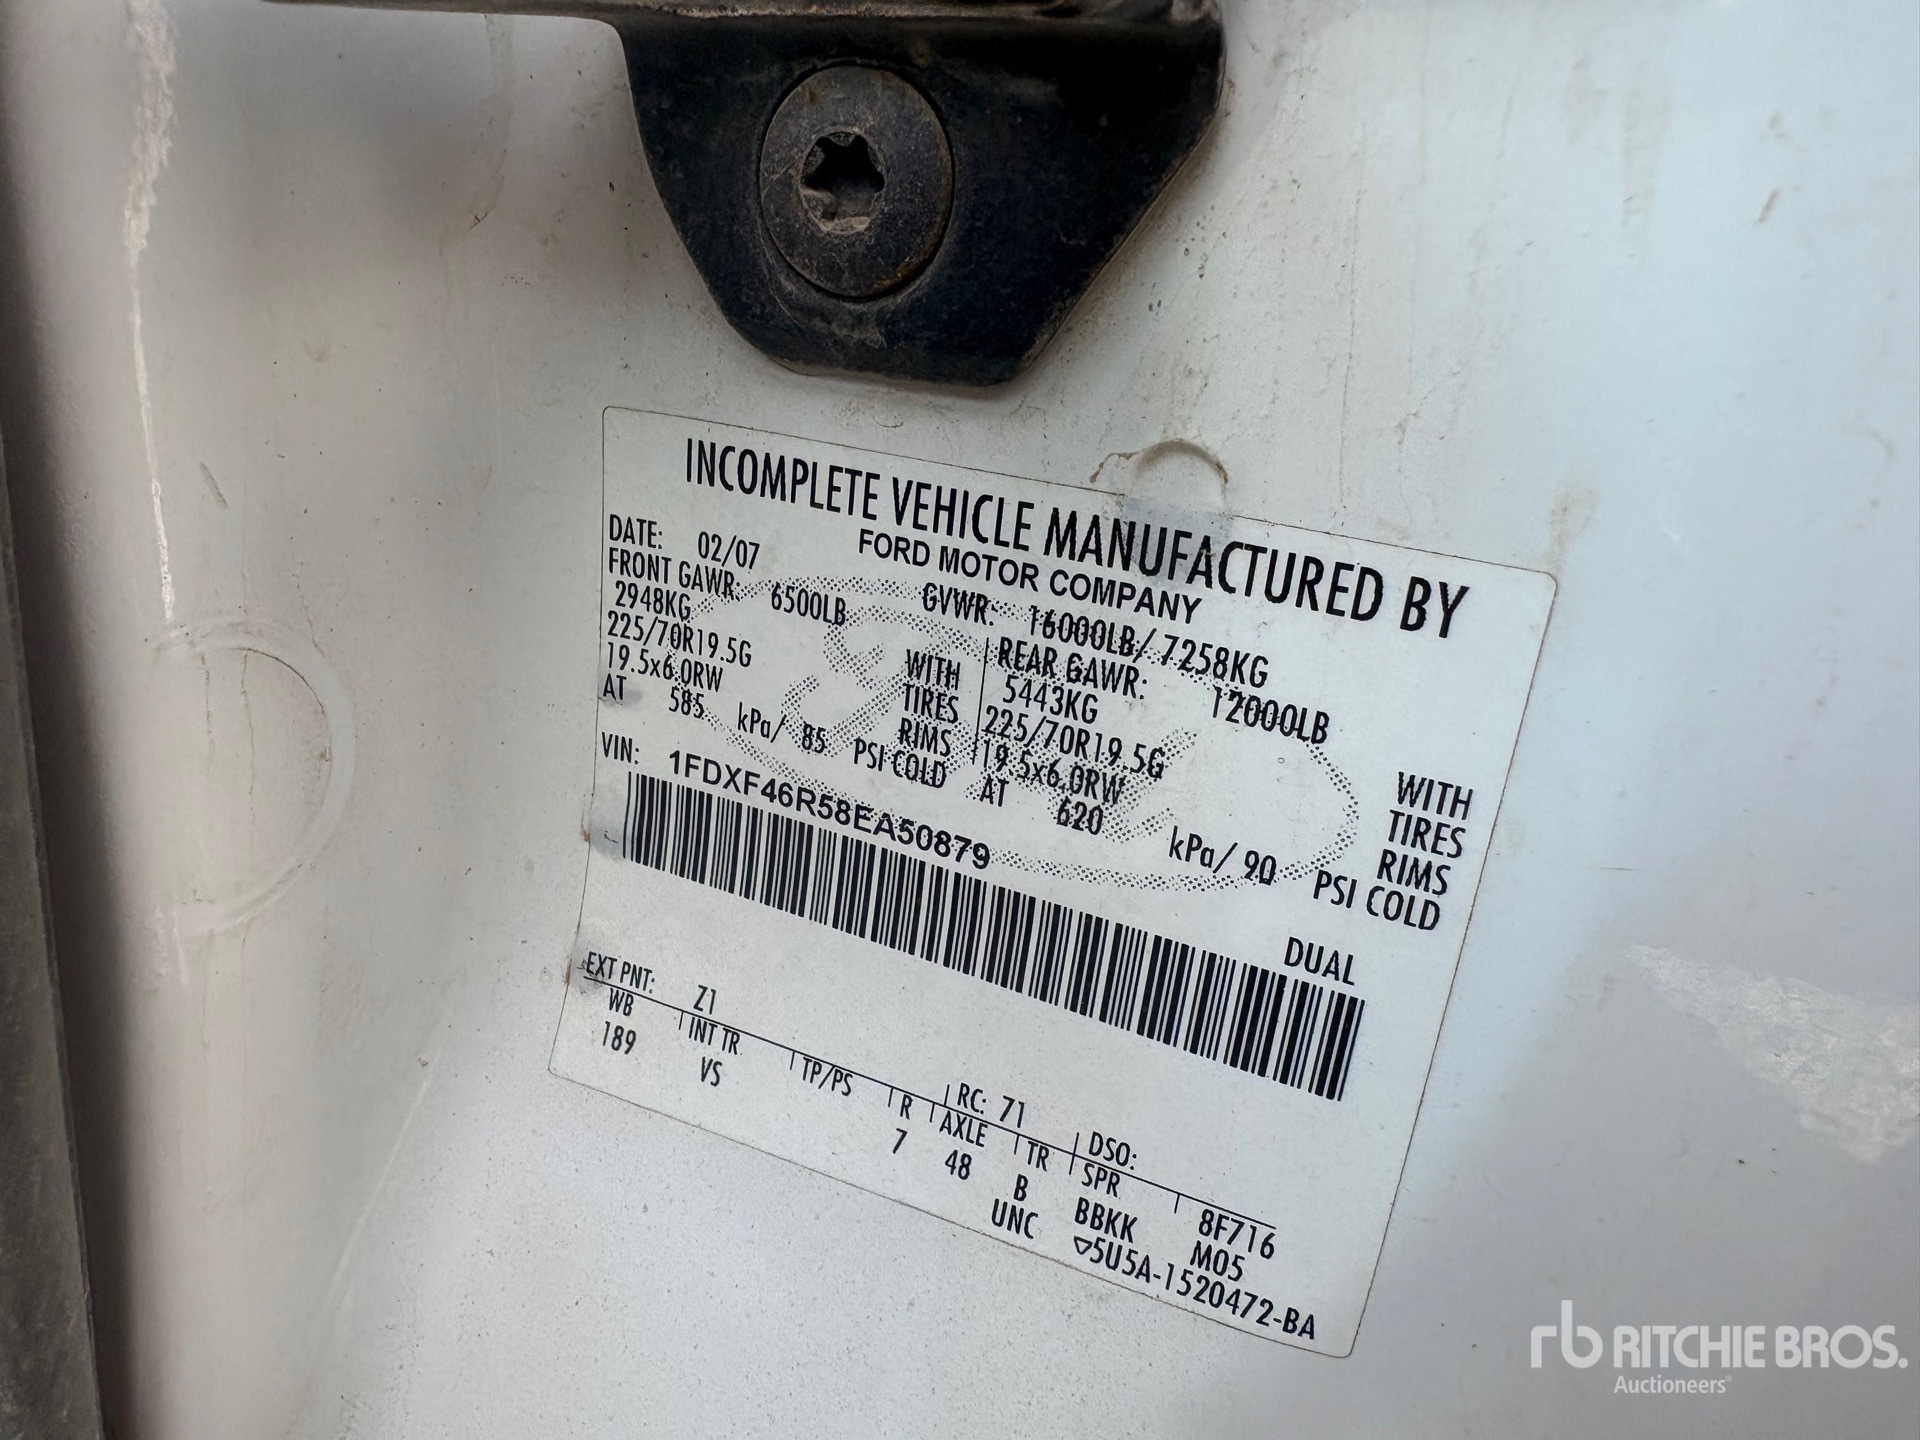 INCOMPLETE VEHICLE MANUFACTURED BY
FORD MOTOR COMPANY
DATE: 02/07 GVWR: 16000LB/ 7258KG
FRONT GAWR: 6500LB REAR GAWR: 12000LB
2948KG WITH 5443KG WITH
225/70R19.5G TIRES 225/70R19.5G TIRES
19.5x6.0RW RIMS 19.5x6.0RW RIMS
AT 585 kPa/ 85 PSI COLD AT 620 kPa/ 90 PSI COLD
VIN: 1FDXF46R58EA50879 DUAL
EXT PNT: Z1 RC: 71 DSO:
WB INT TR TP/PS R AXLE TR SPR 8F716
189 VS 7 48 B BBKK M05
UNC ▽5U5A-1520472-BA
rb RITCHIE BROS.
Auctioneers